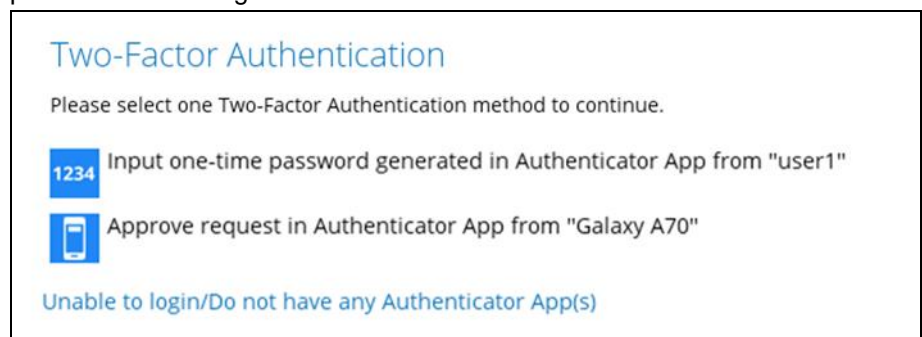 Two-Factor Authentication
Please select one Two-Factor Authentication method to continue.
1234 Input one-time password generated in Authenticator App from "user1"
Approve request in Authenticator App from "Galaxy A70"
Unable to login/Do not have any Authenticator App(s)